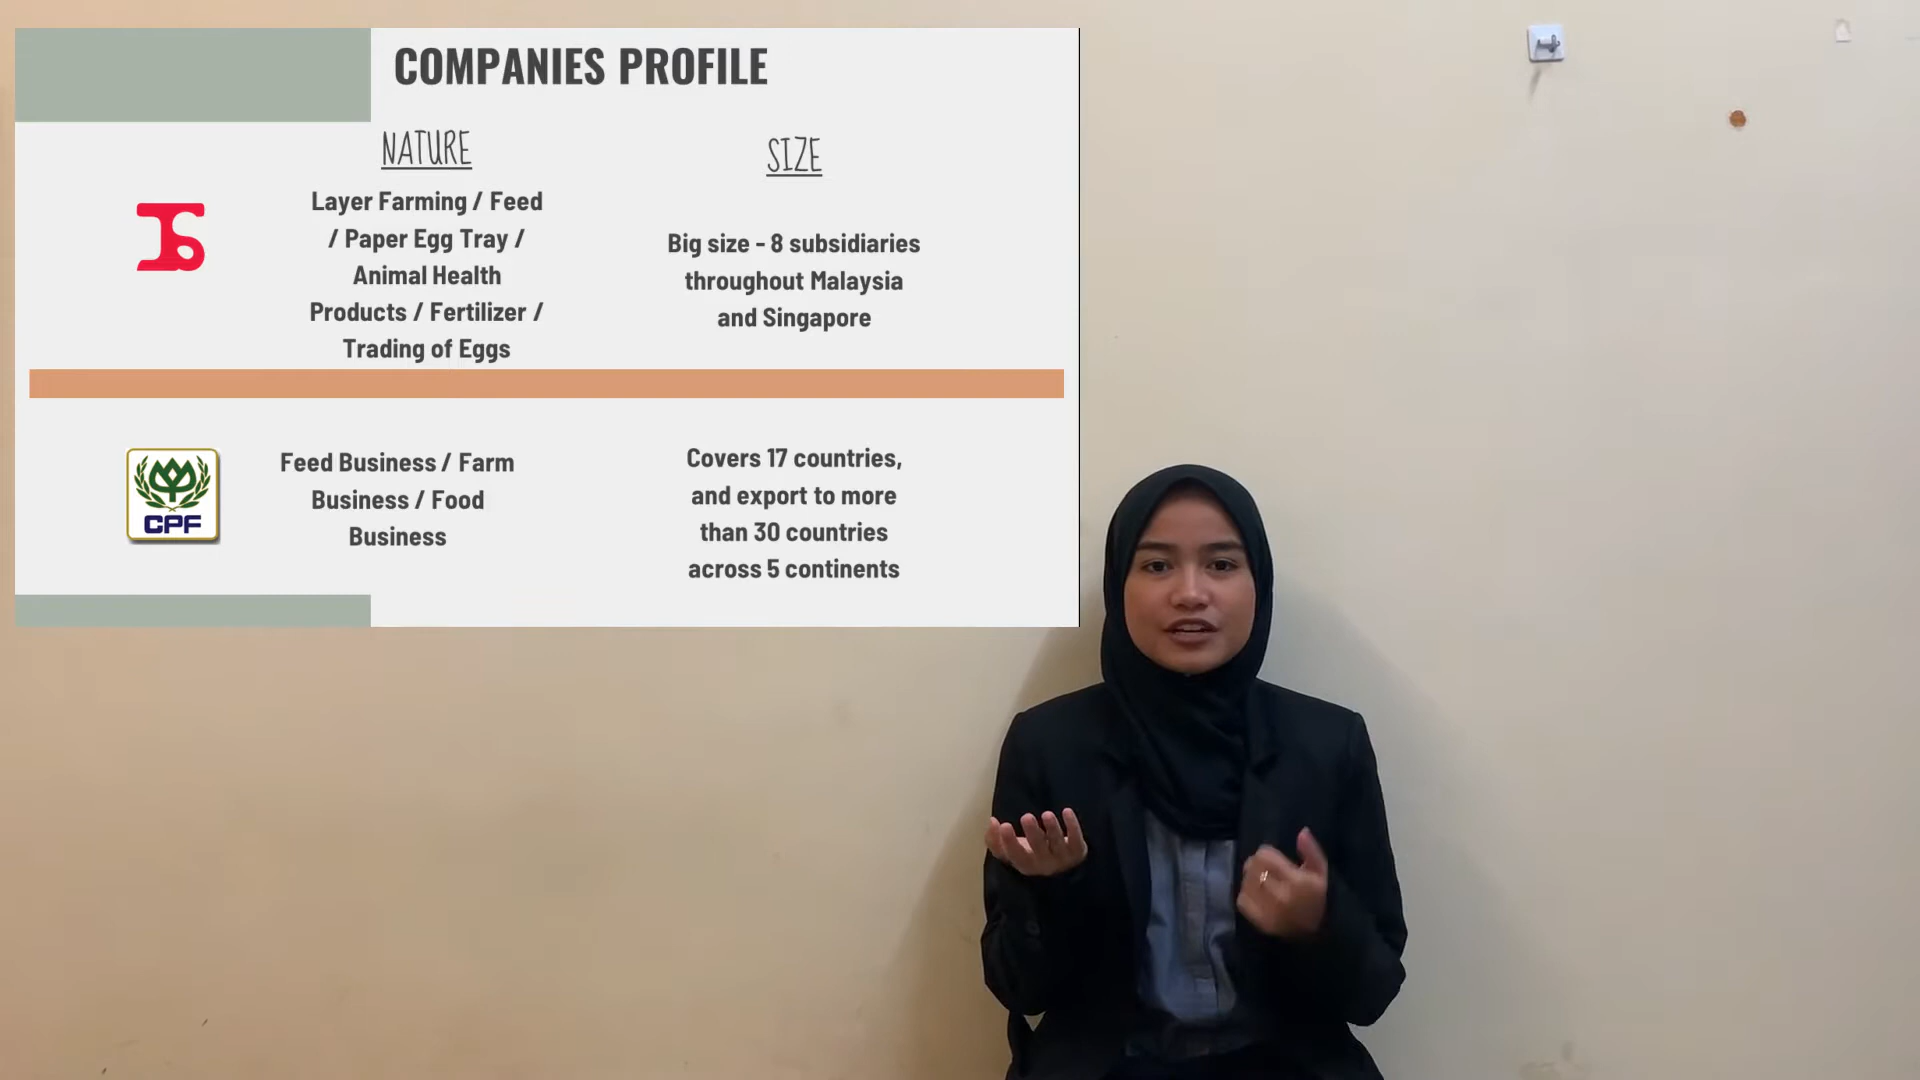 COMPANIES PROFILE
NATURE
SIZE
Layer Farming / Feed
/ Paper Egg Tray /
Animal Health
Products / Fertilizer /
Trading of Eggs
Big size - 8 subsidiaries
throughout Malaysia
and Singapore
CPF
Feed Business / Farm
Business / Food
Business
Covers 17 countries,
and export to more
than 30 countries
across 5 continents